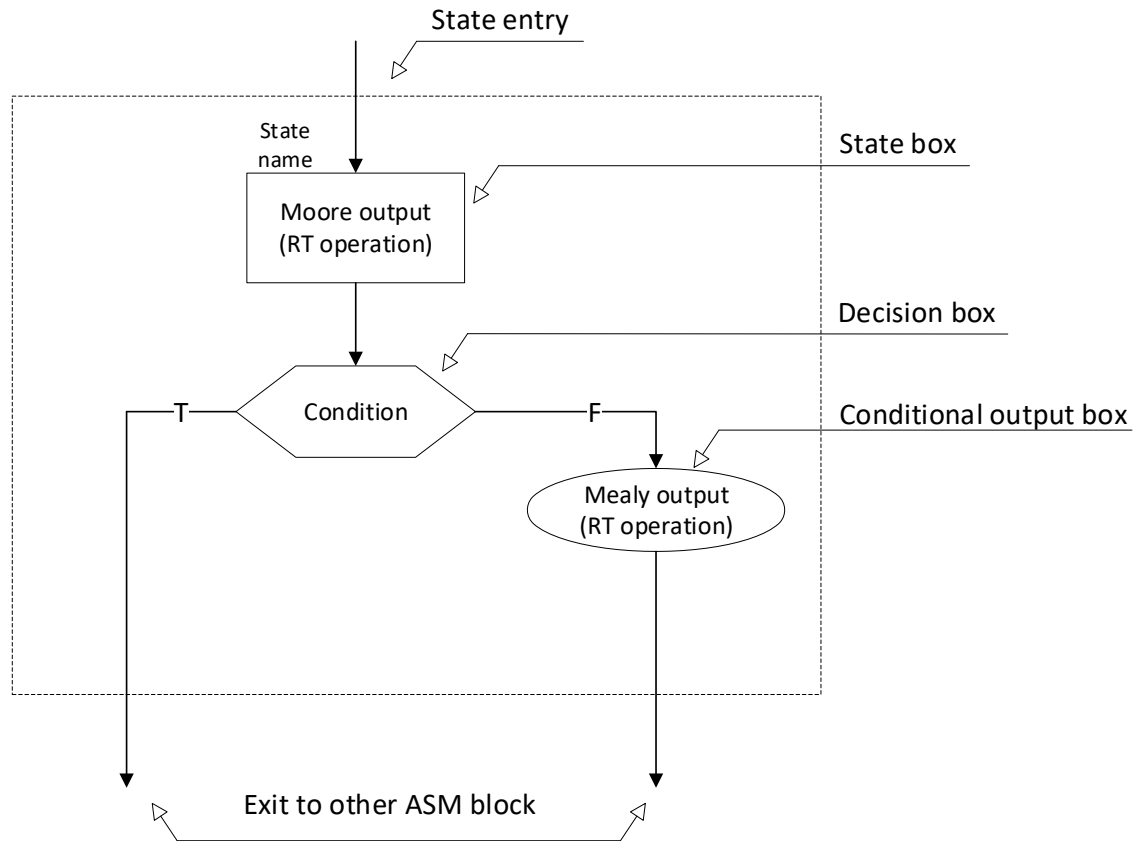 State entry
State
name
State box
Moore output
(RT operation)
Decision box
T
Condition
F
Conditional output box
Mealy output
(RT operation)
Exit to other ASM block